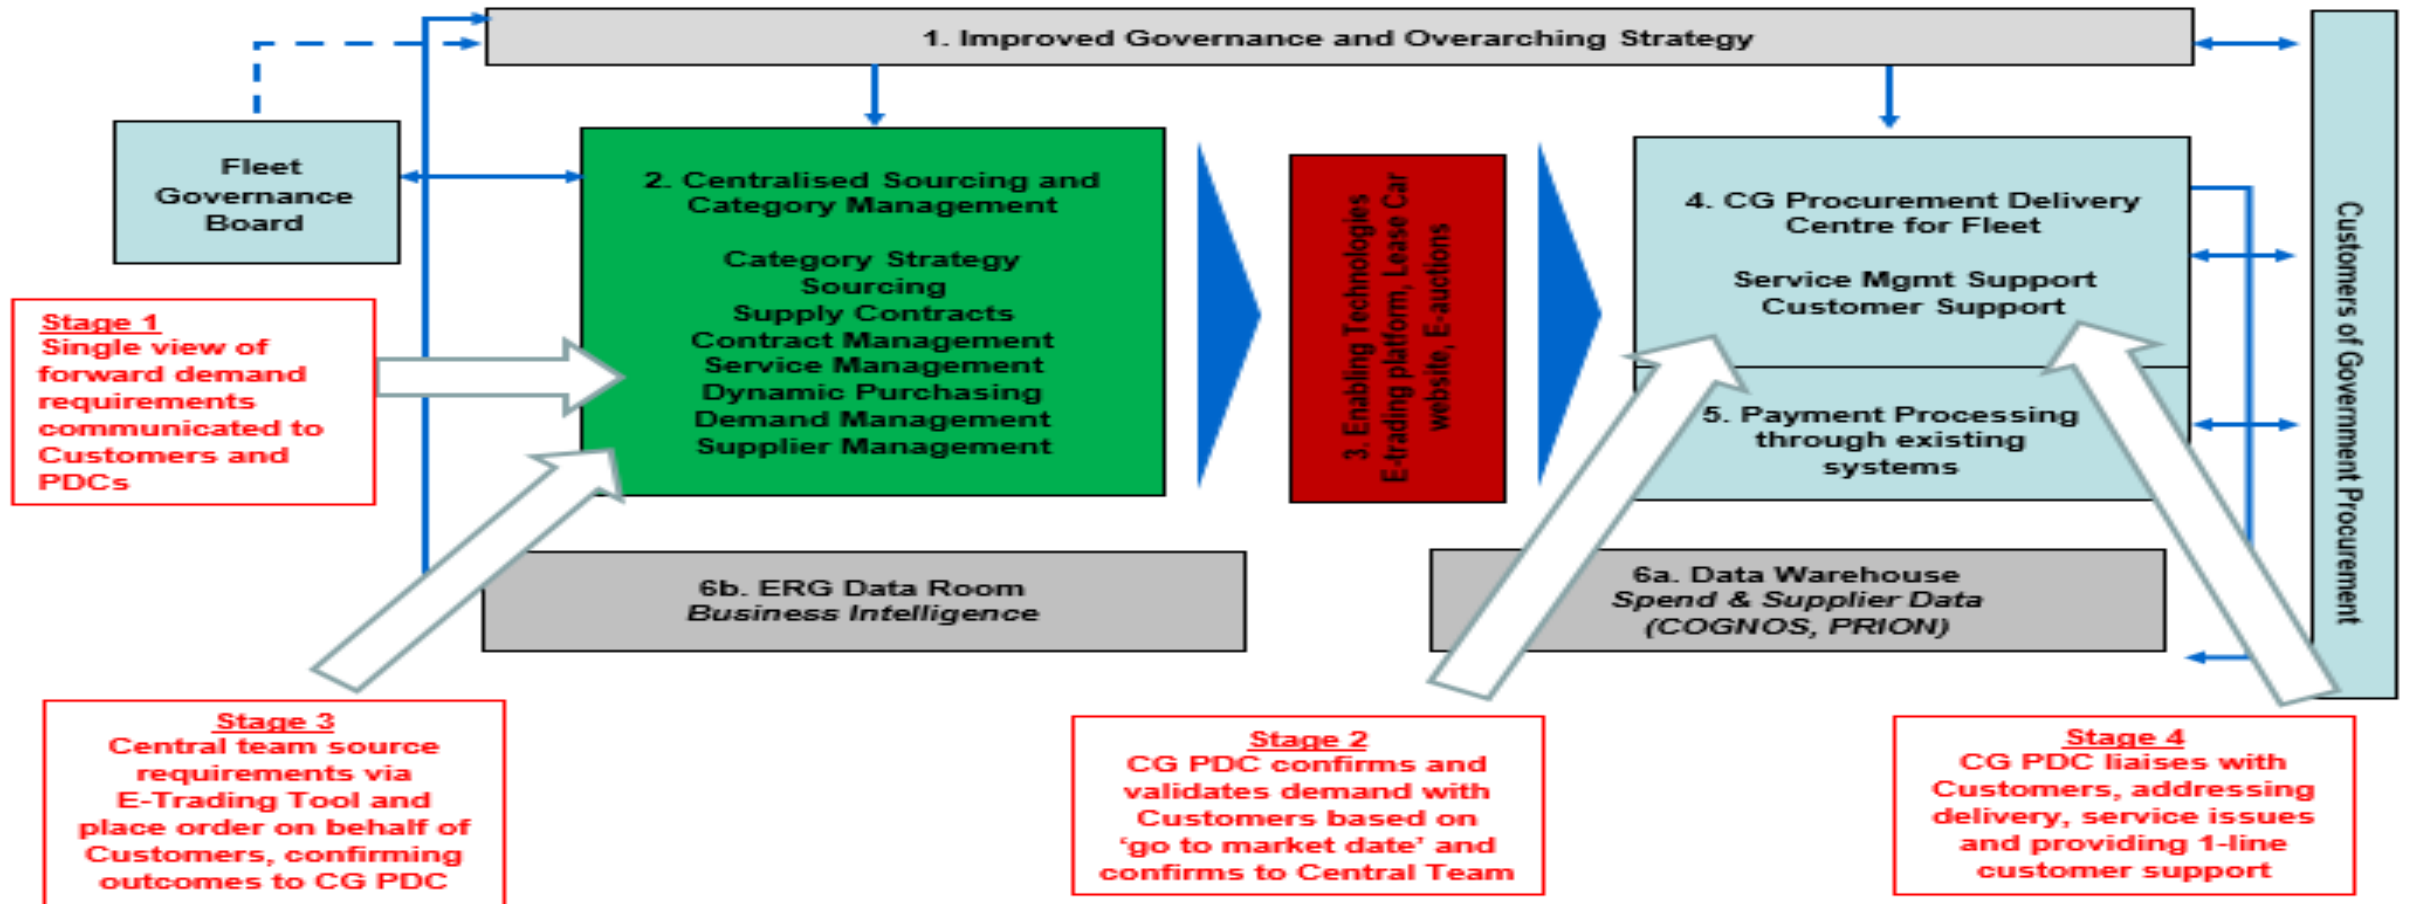 1. Improved Governance and Overarching Strategy
Fleet
Governance
Board
2. Centralised Sourcing and
Category Management
Category Strategy
Sourcing
Supply Contracts
Contract Management
Service Management
Dynamic Purchasing
Demand Management
Supplier Management
3. Enabling Technologies
E-trading platform, Lease Car
website, E-auctions
4. CG Procurement Delivery
Centre for Fleet
Service Mgmt Support
Customer Support
5. Payment Processing
through existing
systems
Customers of Government Procurement
Stage 1
Single view of
forward demand
requirements
communicated to
Customers and
PDCs
6b. ERG Data Room
Business Intelligence
6a. Data Warehouse
Spend & Supplier Data
(COGNOS, PRION)
Stage 3
Central team source
requirements via
E-Trading Tool and
place order on behalf of
Customers, confirming
outcomes to CG PDC
Stage 2
CG PDC confirms and
validates demand with
Customers based on
‘go to market date’ and
confirms to Central Team
Stage 4
CG PDC liaises with
Customers, addressing
delivery, service issues
and providing 1-line
customer support